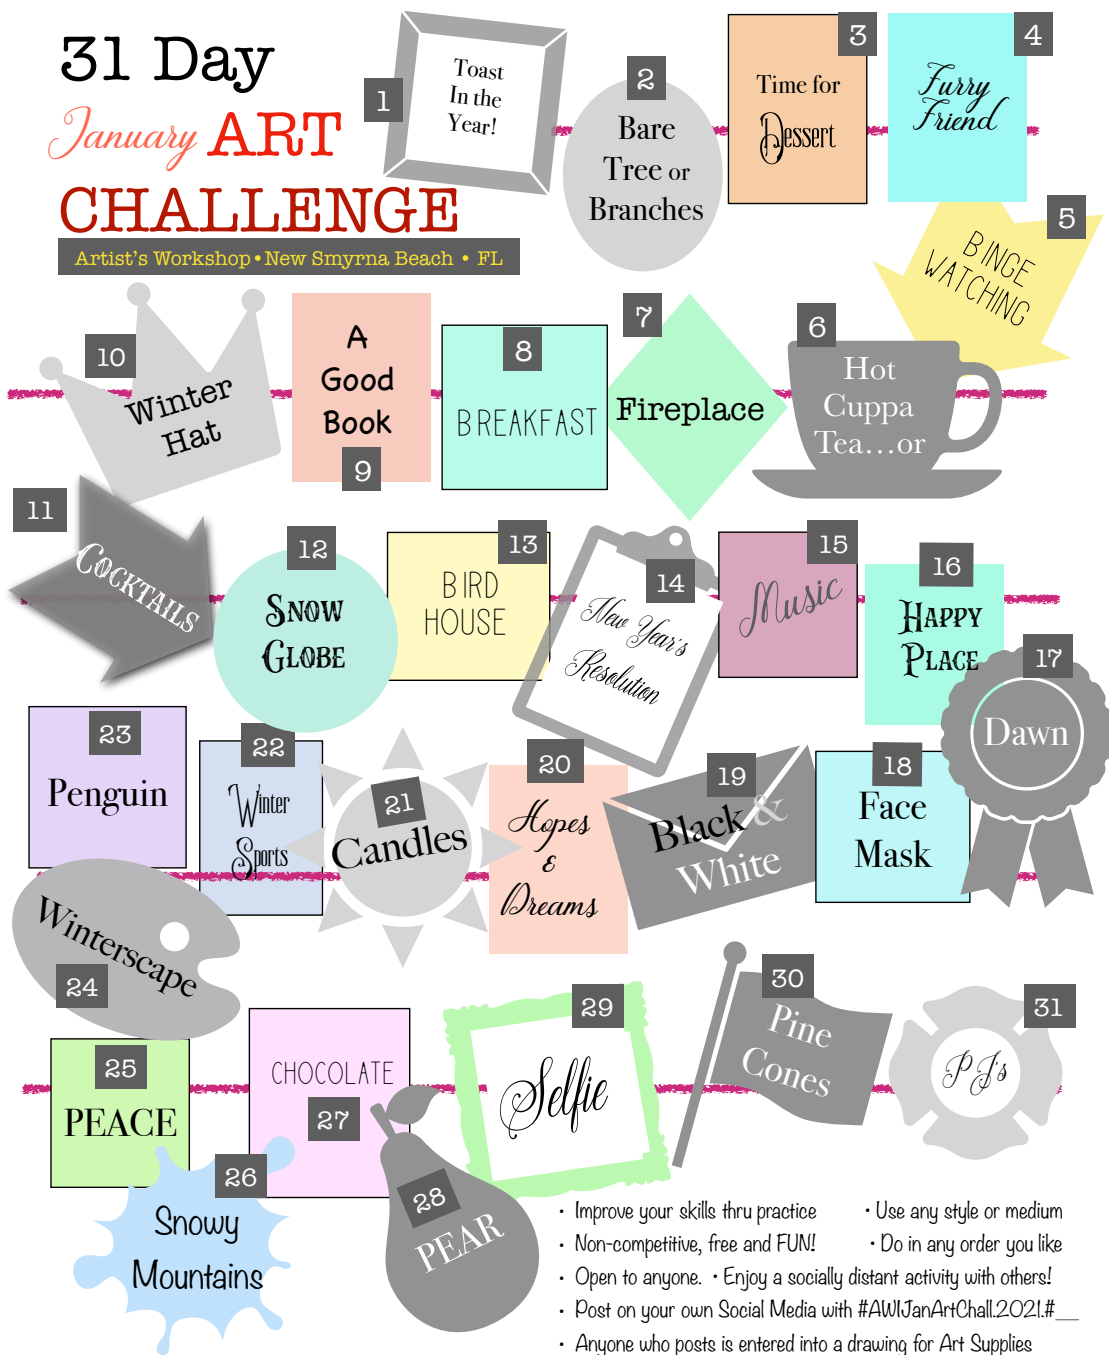 31 Day
January ART
CHALLENGE
Artist's Workshop • New Smyrna Beach • FL
1
Toast
In the
Year!
2
Bare
Tree or
Branches
3
Time for
Dessert
4
Furry
Friend
5
BINGE
WATCHING
6
Hot
Cuppa
Tea...or
7
Fireplace
8
BREAKFAST
A
Good
Book
9
10
Winter
Hat
11
COCKTAILS
12
SNOW
GLOBE
13
BIRD
HOUSE
14
New Year's
Resolution
15
Music
16
HAPPY
PLACE
17
Dawn
18
Face
Mask
19
Black &
White
20
Hopes
&
Dreams
21
Candles
22
Winter
Sports
23
Penguin
Winterscape
24
25
PEACE
26
Snowy
Mountains
CHOCOLATE
27
28
PEAR
29
Selfie
30
Pine
Cones
31
PJ's
• Improve your skills thru practice • Use any style or medium
• Non-competitive, free and FUN! • Do in any order you like
• Open to anyone. • Enjoy a socially distant activity with others!
• Post on your own Social Media with #AWIJanArtChall.2021.#__
• Anyone who posts is entered into a drawing for Art Supplies